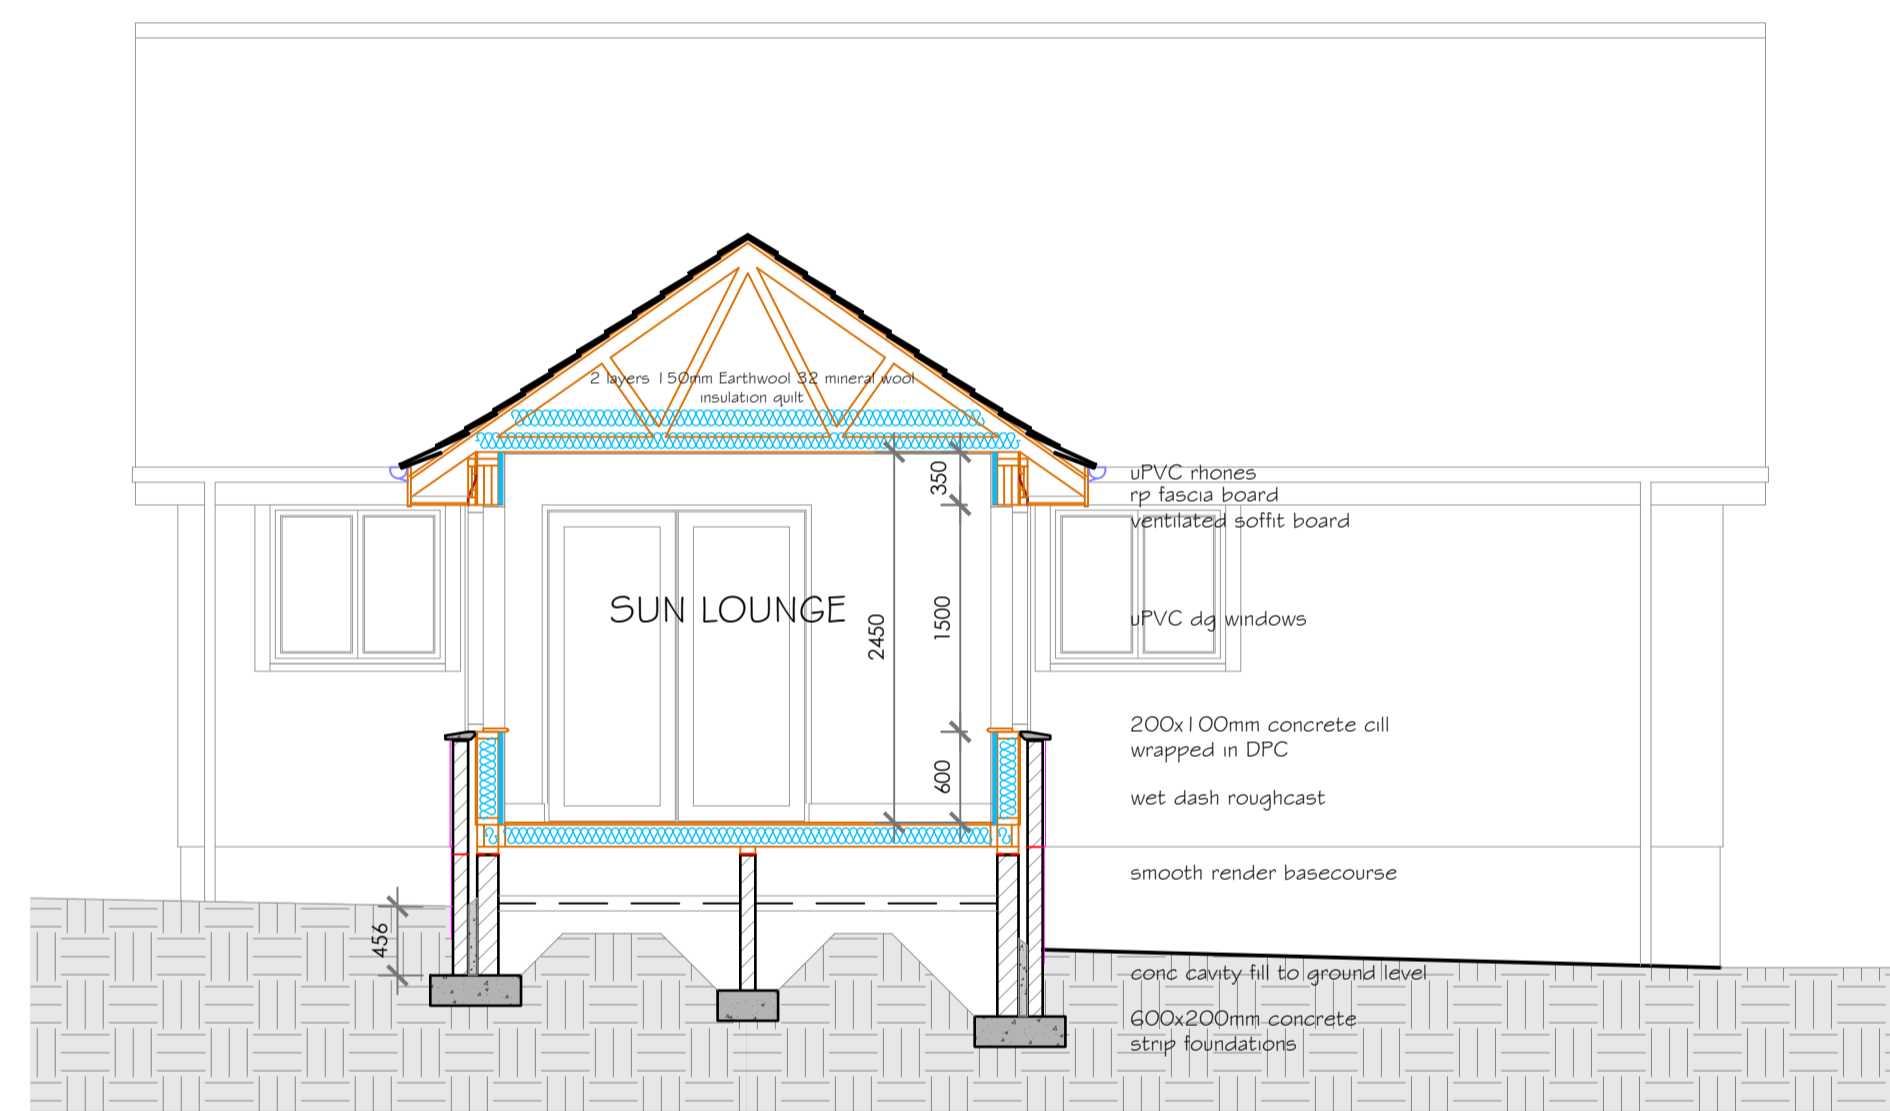 2 layers 150mm Earthwool 32 mineral wool
insulation quilt
350
uPVC rhones
rp fascia board
ventilated soffit board
SUN LOUNGE
2450
1500
uPVC dg windows
200x100mm concrete cill
wrapped in DPC
600
wet dash roughcast
smooth render basecourse
456
conc cavity fill to ground level
600x200mm concrete
strip foundations